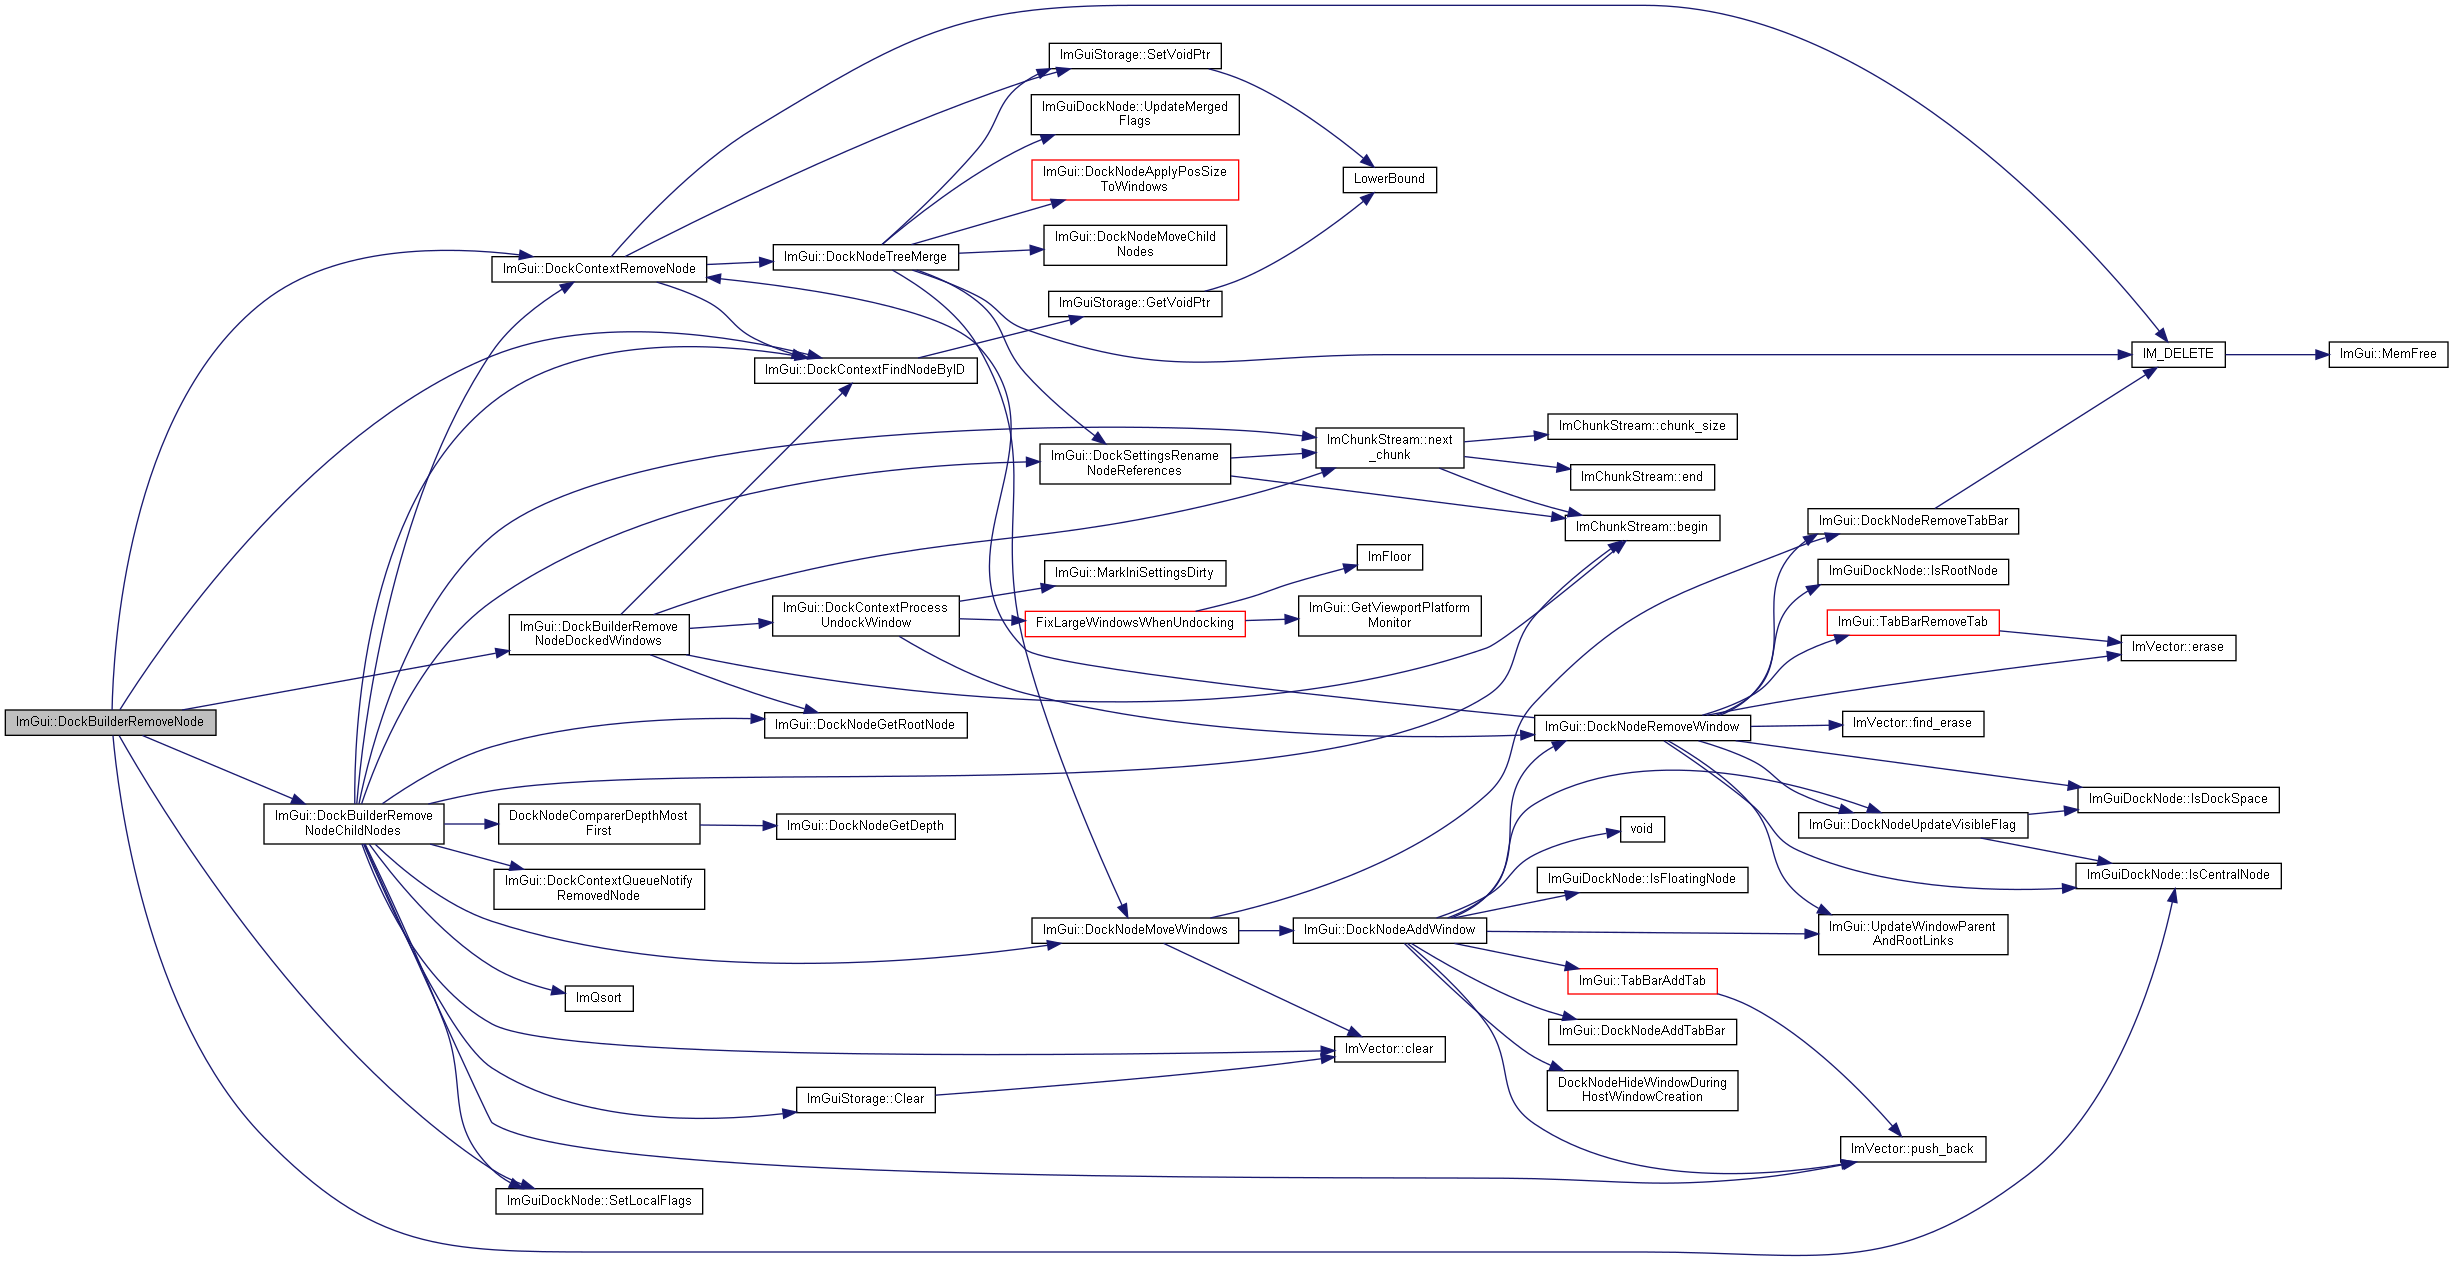 ImGui::DockBuilderRemoveNode
ImGui::DockContextRemoveNode
ImGui::DockBuilderRemove
NodeDockedWindows
ImGui::DockBuilderRemove
NodeChildNodes
DockNodeComparerDepthMost
First
ImGui::DockContextQueueNotify
RemovedNode
ImQsort
ImGuiDockNode::SetLocalFlags
ImGui::DockNodeTreeMerge
ImGui::DockContextFindNodeByID
ImGui::DockContextProcess
UndockWindow
ImGui::DockNodeGetRootNode
ImGui::DockNodeGetDepth
ImGuiStorage::Clear
ImGuiStorage::SetVoidPtr
ImGuiDockNode::UpdateMerged
Flags
ImGui::DockNodeApplyPosSize
ToWindows
ImGui::DockNodeMoveChild
Nodes
ImGuiStorage::GetVoidPtr
ImGui::DockSettingsRename
NodeReferences
ImGui::MarkIniSettingsDirty
FixLargeWindowsWhenUndocking
ImGui::DockNodeMoveWindows
LowerBound
ImChunkStream::next
_chunk
ImFloor
ImGui::GetViewportPlatform
Monitor
ImGui::DockNodeAddWindow
ImVector::clear
ImChunkStream::chunk_size
ImChunkStream::end
ImChunkStream::begin
ImGui::DockNodeRemoveWindow
void
ImGuiDockNode::IsFloatingNode
ImGui::TabBarAddTab
ImGui::DockNodeAddTabBar
DockNodeHideWindowDuring
HostWindowCreation
ImGui::DockNodeRemoveTabBar
ImGuiDockNode::IsRootNode
ImGui::TabBarRemoveTab
ImVector::find_erase
ImGui::DockNodeUpdateVisibleFlag
ImGui::UpdateWindowParent
AndRootLinks
ImVector::push_back
IM_DELETE
ImVector::erase
ImGuiDockNode::IsDockSpace
ImGuiDockNode::IsCentralNode
ImGui::MemFree